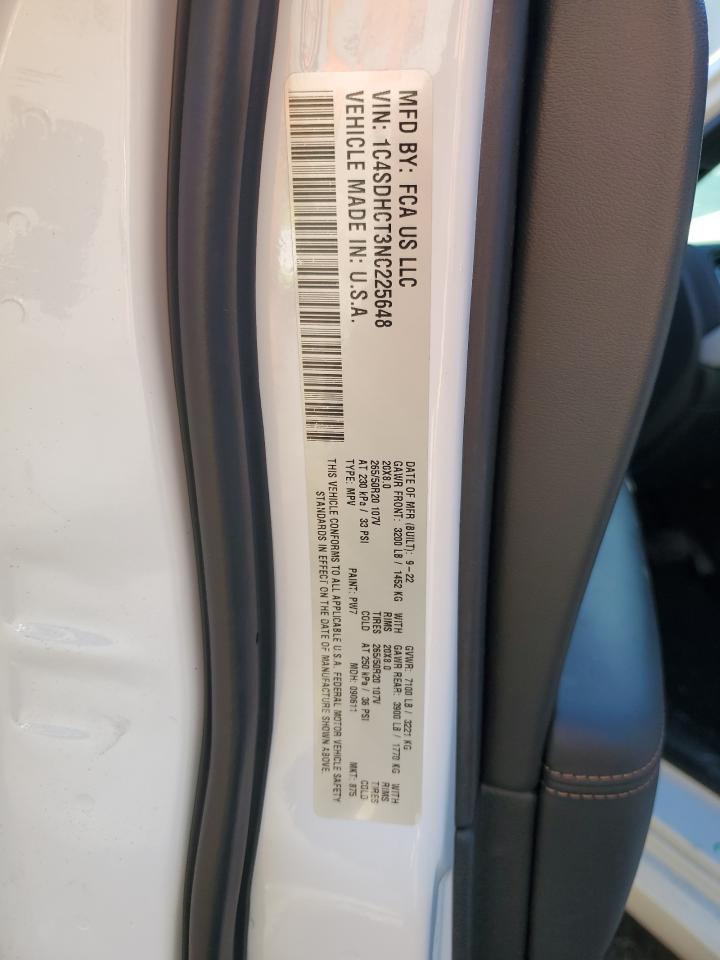 MFD BY: FCA US LLC
VIN: 1C4SDHCT3NC225648
VEHICLE MADE IN: U.S.A.
DATE OF MFR (BUILT): 9-22 GVWR: 7100 LB / 3221 KG
GAWR FRONT: 3200 LB / 1452 KG WITH GAWR REAR: 3900 LB / 1770 KG WITH
20X8.0 RIMS 20X8.0 RIMS
265/50R20 107V TIRES 265/50R20 107V TIRES
AT 230 kPa / 33 PSI COLD AT 250 kPa / 36 PSI COLD
TYPE: MPV PAINT: PW7 MDH: 090611 MKT: 875
THIS VEHICLE CONFORMS TO ALL APPLICABLE U.S.A. FEDERAL MOTOR VEHICLE SAFETY
STANDARDS IN EFFECT ON THE DATE OF MANUFACTURE SHOWN ABOVE.